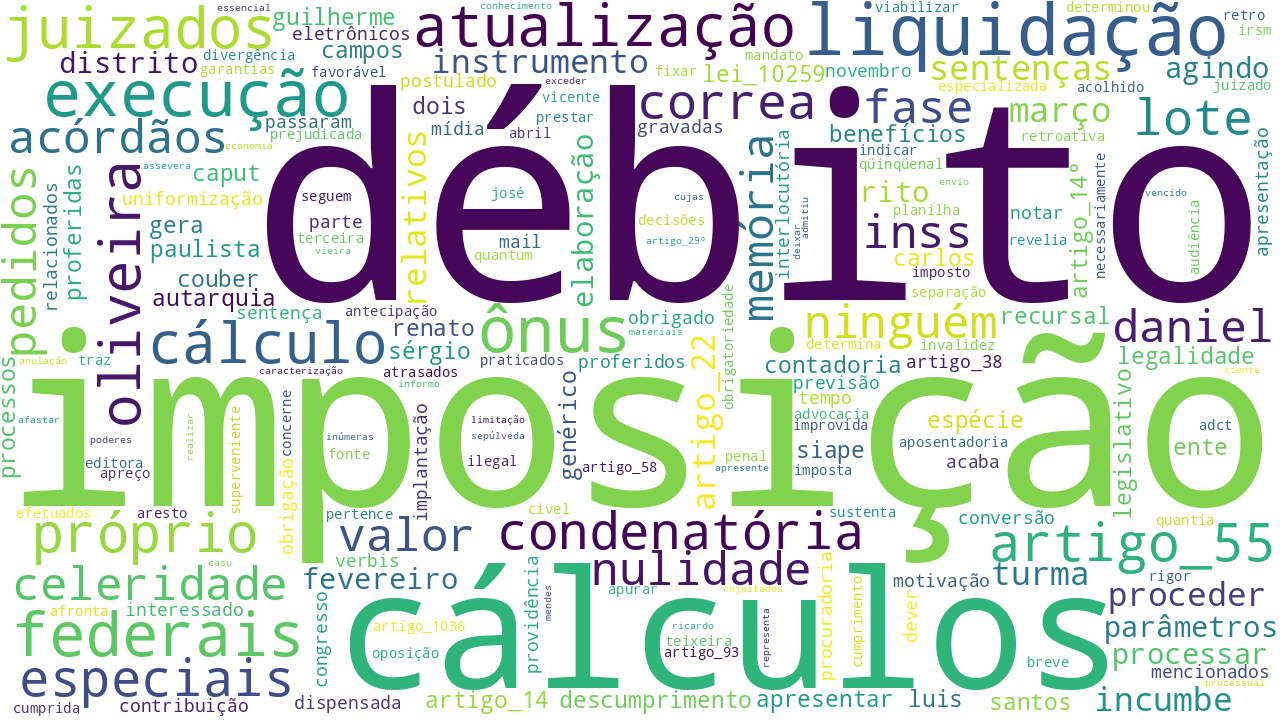 débito
imposição
cálculos
liquidação
atualização
execução
juizados
acórdãos
oliveira
pedidos
cálculo
ônus
correa
fase
lote
inss
ninguém
daniel
memória
artigo_55
condenatória
nulidade
valor
próprio
celeridade
federais
especiais
incumbe
processar
parâmetros
proceder
turma
artigo_22
sentenças
agindo
março
rito
instrumento
distrito
guilherme
eletrônicos
campos
essencial
divergência
garantias
favorável
conhecimento
postulado
dois
mídia
abril
exceder
vicente
prestar
fixar
mandato
lei_10259
novembro
viabilizar
determinou
retro
irsm
especializada
acolhido
juizado
gravadas
benefícios
retroativa
passaram
prejudicada
economia
assevera
caput
uniformização
gera
paulista
couber
autarquia
relacionados
proferidas
relativos
elaboração
seguem
parte
terceira
vieira
josé
mail
quantum
cujas
decisões
artigo_29º
interlocutória
deixar
admitiu
indicar
qüinqüenal
envio
planilha
notar
revelia
carlos
imposto
separação
artigo_14º
necessariamente
vencido
audiência
apresentação
sentença
antecipação
renato
sérgio
atrasados
informo
praticados
obrigado
materiais
proferidos
recursal
legalidade
contadoria
determina
invalidez
artigo_38
previsão
tempo
advocacia
improvida
aposentadoria
espécie
siape
acaba
imposta
penal
apresente
obrigatoriedade
legislativo
ente
adct
ciente
processos
anulação
traz
caracterização
afastar
poderes
realizar
editora
apreço
superveniente
concerne
inúmeras
fonte
limitação
sepúlveda
ilegal
implantação
genérico
artigo_58
efetuados
aresto
obrigação
pertence
verbis
civel
sustenta
conversão
quantia
casu
fevereiro
apurar
rejeitados
motivação
rigor
interessado
afronta
congresso
artigo_1036
oposição
providência
mendes
ricardo
teixeira
artigo_93
representa
procuradoria
cumprimento
dever
breve
mencionados
processual
cumprida
contribuição
dispensada
artigo_14
descumprimento
apresentar
luis
santos